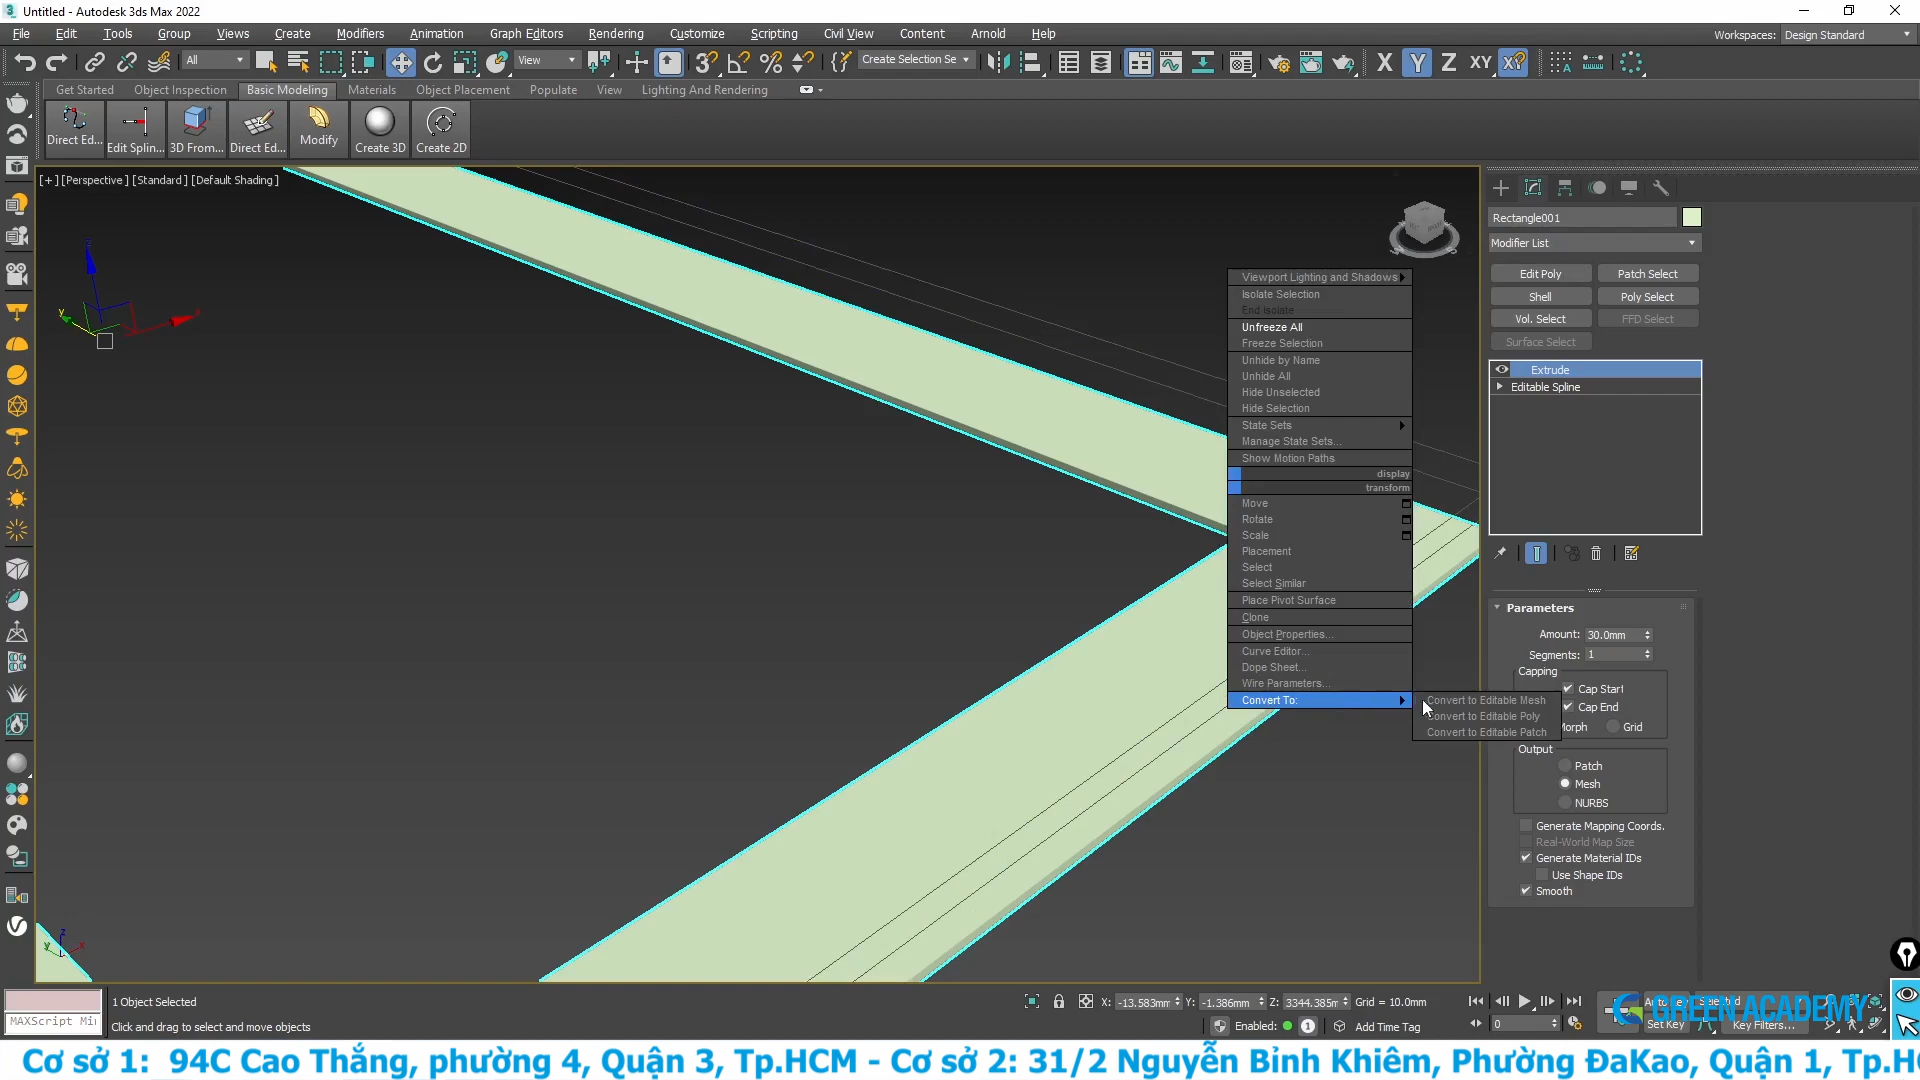 Untitled - Autodesk 3ds Max 2022
File Edit Tools Group Views Create Modifiers Animation Graph Editors Rendering Customize Scripting Civil View Content Arnold Help
Workspaces: Design Standard
All View Create Selection Se X Y Z XY XY
Get Started Object Inspection Basic Modeling Materials Object Placement Populate View Lighting And Rendering
Direct Ed... Edit Splin... 3D From... Direct Ed... Modify Create 3D Create 2D
[+] [Perspective ] [Standard ] [Default Shading ]
Rectangle001
Modifier List
Edit Poly Patch Select
Shell Poly Select
Vol. Select FFD Select
Surface Select
Extrude
Editable Spline
Viewport Lighting and Shadows
Isolate Selection
End Isolate
Unfreeze All
Freeze Selection
Unhide by Name
Unhide All
Hide Unselected
Hide Selection
State Sets
Manage State Sets...
Show Motion Paths
display
transform
Move
Rotate
Scale
Placement
Select
Select Similar
Place Pivot Surface
Clone
Object Properties...
Curve Editor...
Dope Sheet...
Wire Parameters...
Convert To:
Convert to Editable Mesh
Convert to Editable Poly
Convert to Editable Patch
Parameters
Amount: 30.0mm
Segments: 1
Capping
Cap Start
Cap End
Morph Grid
Output
Patch
Mesh
NURBS
Generate Mapping Coords.
Real-World Map Size
Generate Material IDs
Use Shape IDs
Smooth
z
y
x
z
y
x
1 Object Selected
X: -13.583mm Y: -1.386mm Z: 3344.385m Grid = 10.0mm
MAXScript Mi
Click and drag to select and move objects
Enabled: 1 Add Time Tag
0
Set Key Key Filters...
GREEN ACADEMY
Cơ sở 1: 94C Cao Thắng, phường 4, Quận 3, Tp.HCM - Cơ sở 2: 31/2 Nguyễn Bỉnh Khiêm, Phường ĐaKao, Quận 1, Tp.H